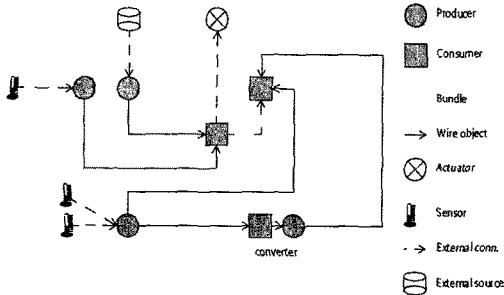 Producer
Consumer
Bundle
Wire object
Actuator
Sensor
External conn.
External source
converter